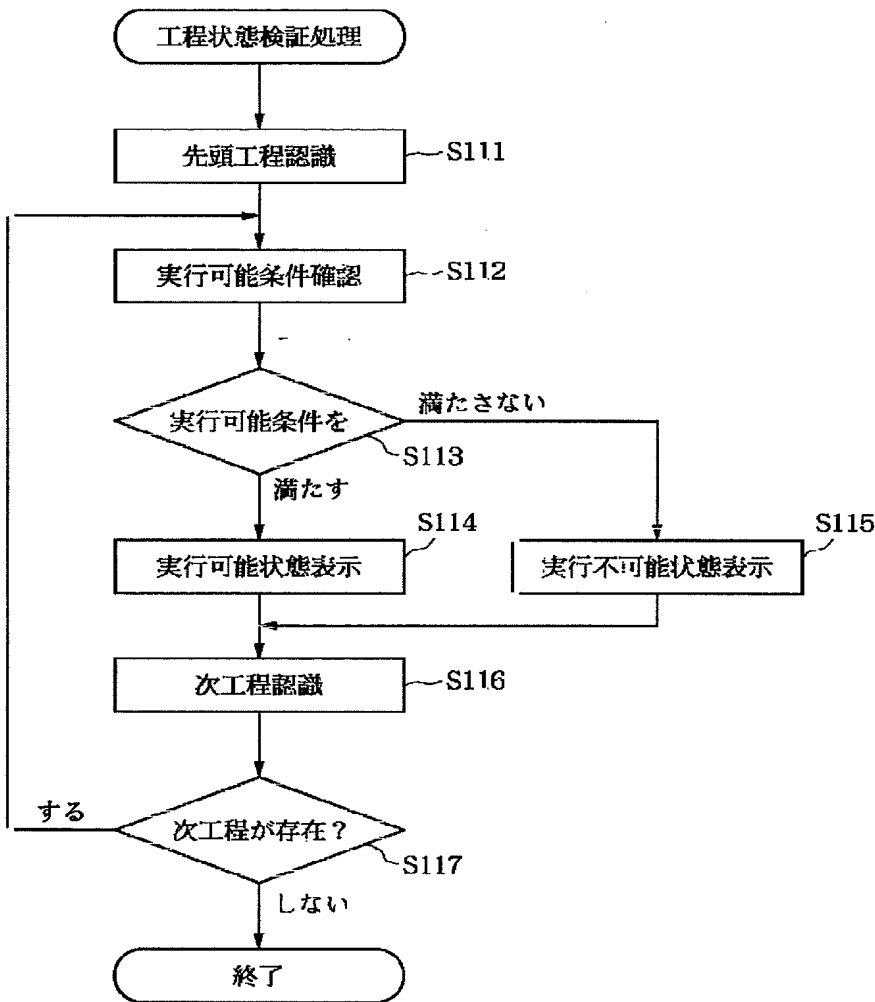 工程状態検証処理
先頭工程認識
S111
実行可能条件確認
S112
実行可能条件を
満たさない
S113
満たす
S114
実行可能状態表示
S115
実行不可能状態表示
次工程認識
S116
する
次工程が存在?
S117
しない
終了